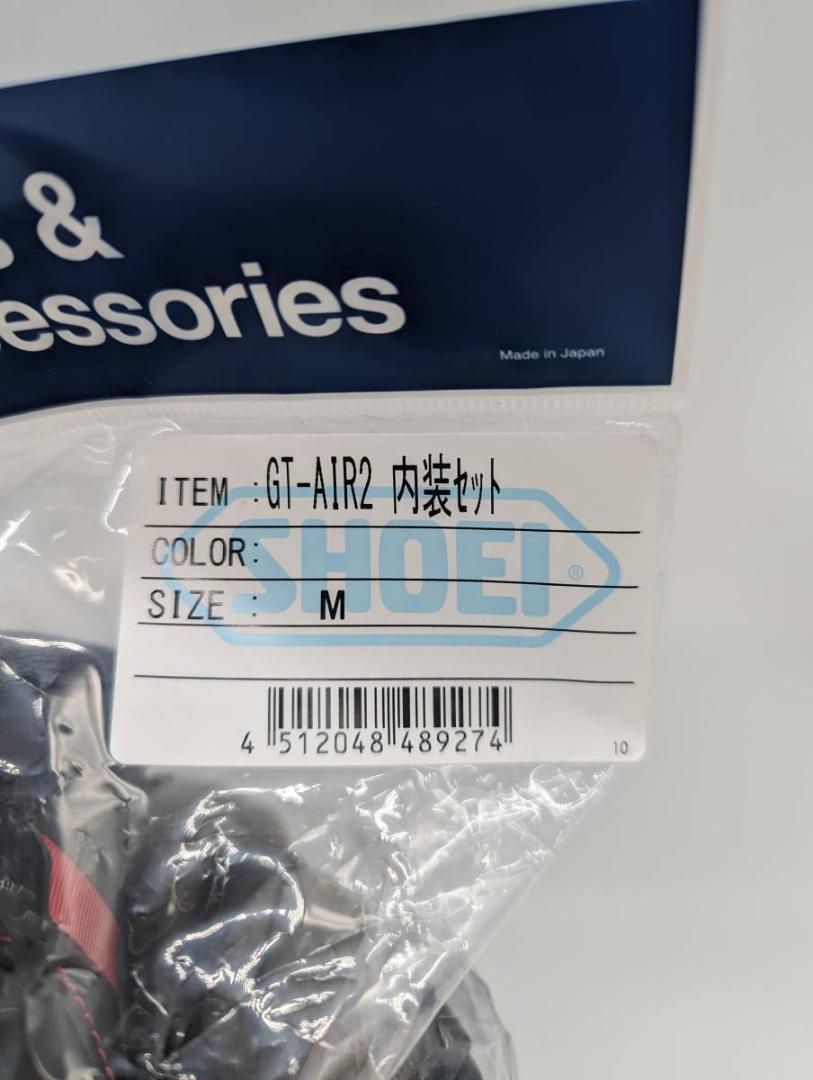 &
essories
Made in Japan
ITEM :GT-AIR2 内装ｾｯﾄ
COLOR:
SHOEI®
SIZE : M
4 512048 489274
10